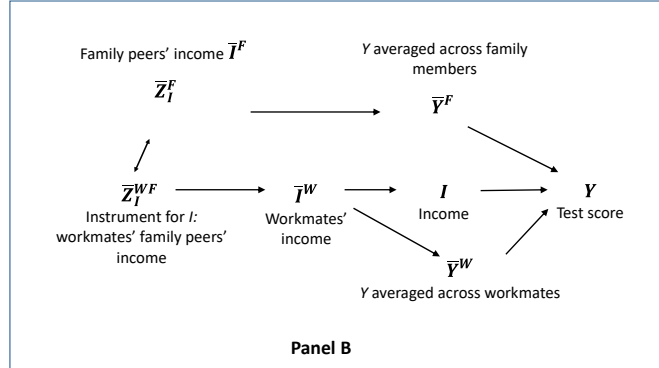 Family peers' income I̅^F
Y averaged across family
members
Z̅_I^F
Y̅^F
Z̅_I^WF
I̅^W
I
Y
Instrument for I:
workmates' family peers'
income
Workmates'
income
Income
Test score
Y̅^W
Y averaged across workmates
Panel B